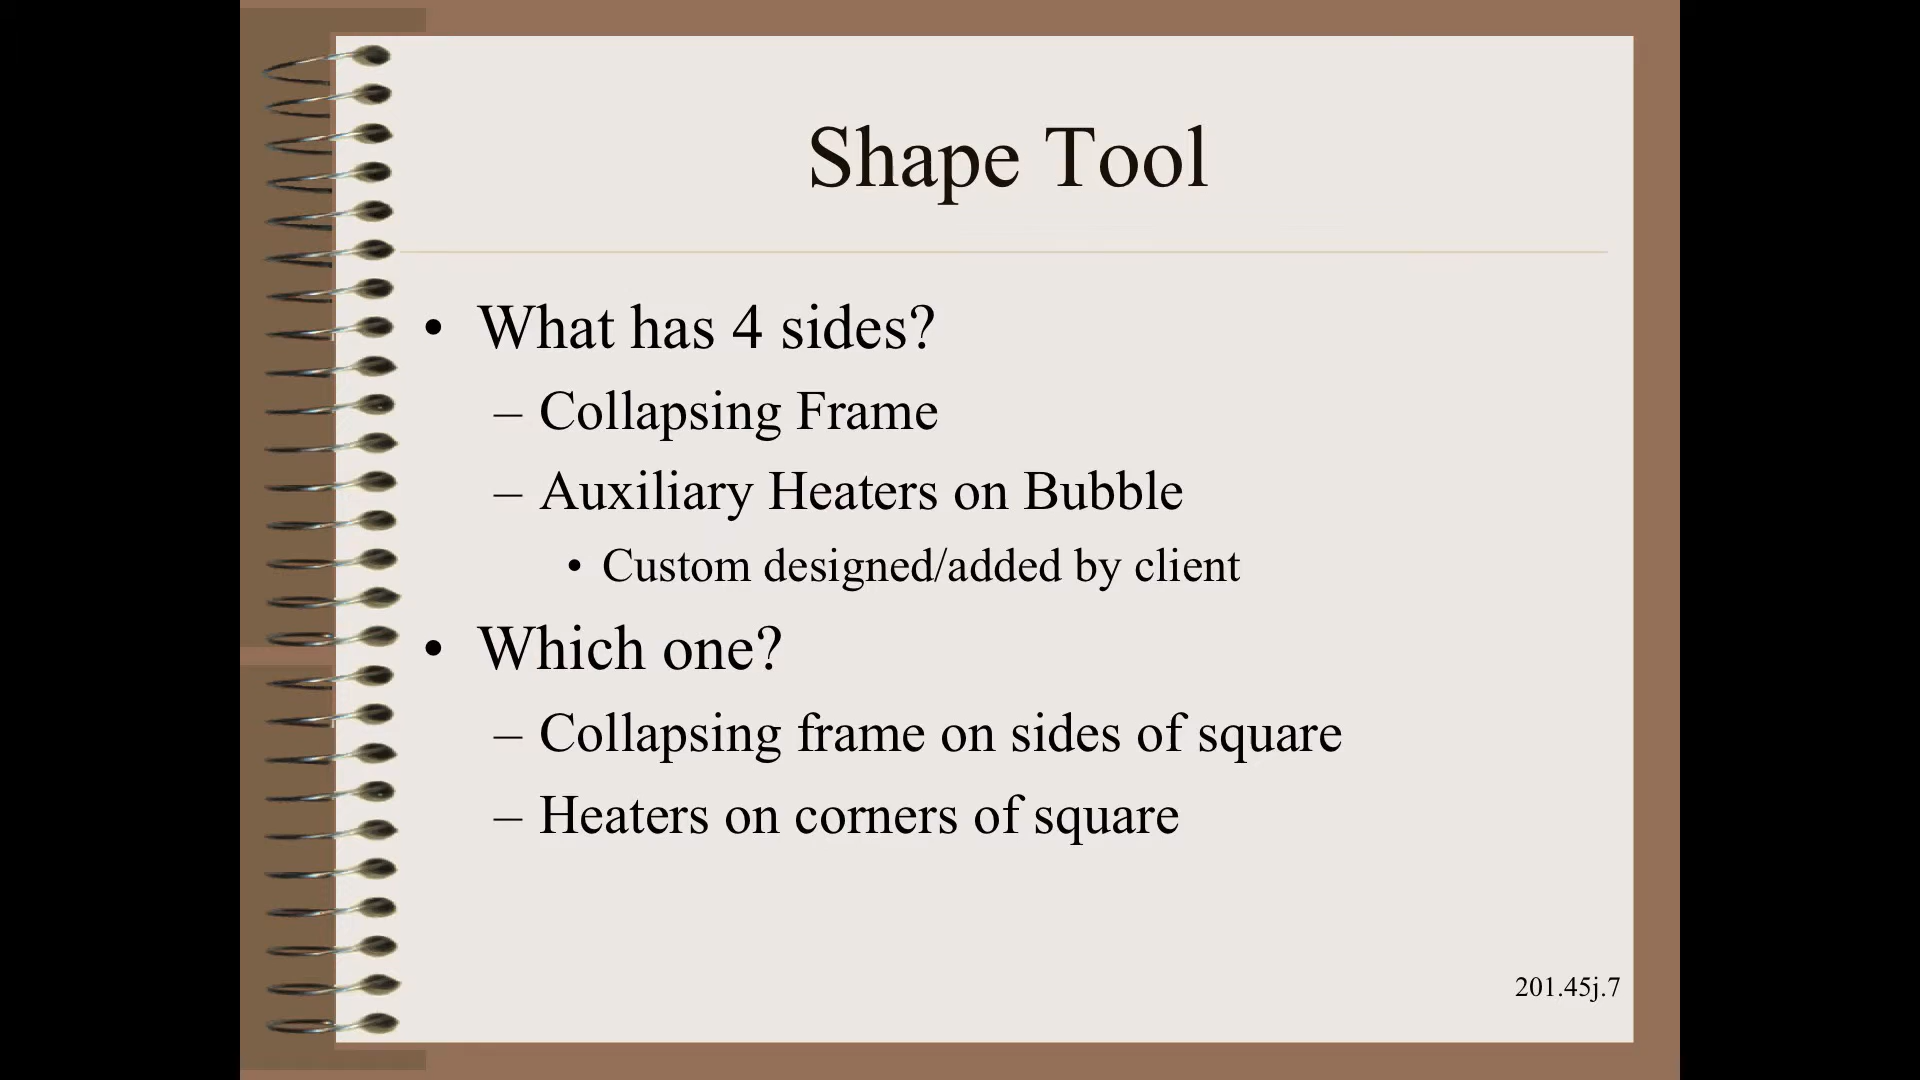 Shape Tool
• What has 4 sides?
– Collapsing Frame
– Auxiliary Heaters on Bubble
• Custom designed/added by client
• Which one?
– Collapsing frame on sides of square
– Heaters on corners of square
201.45j.7